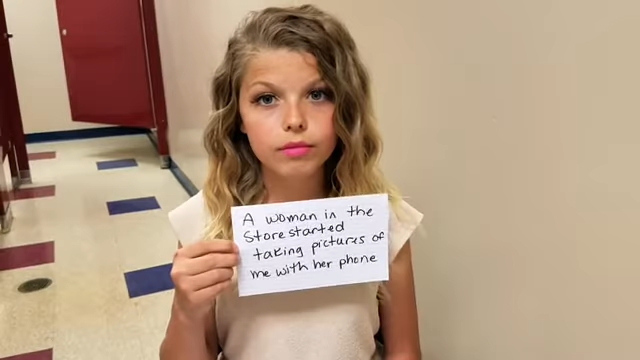 A woman in the
Store started
taking pictures of
me with her phone